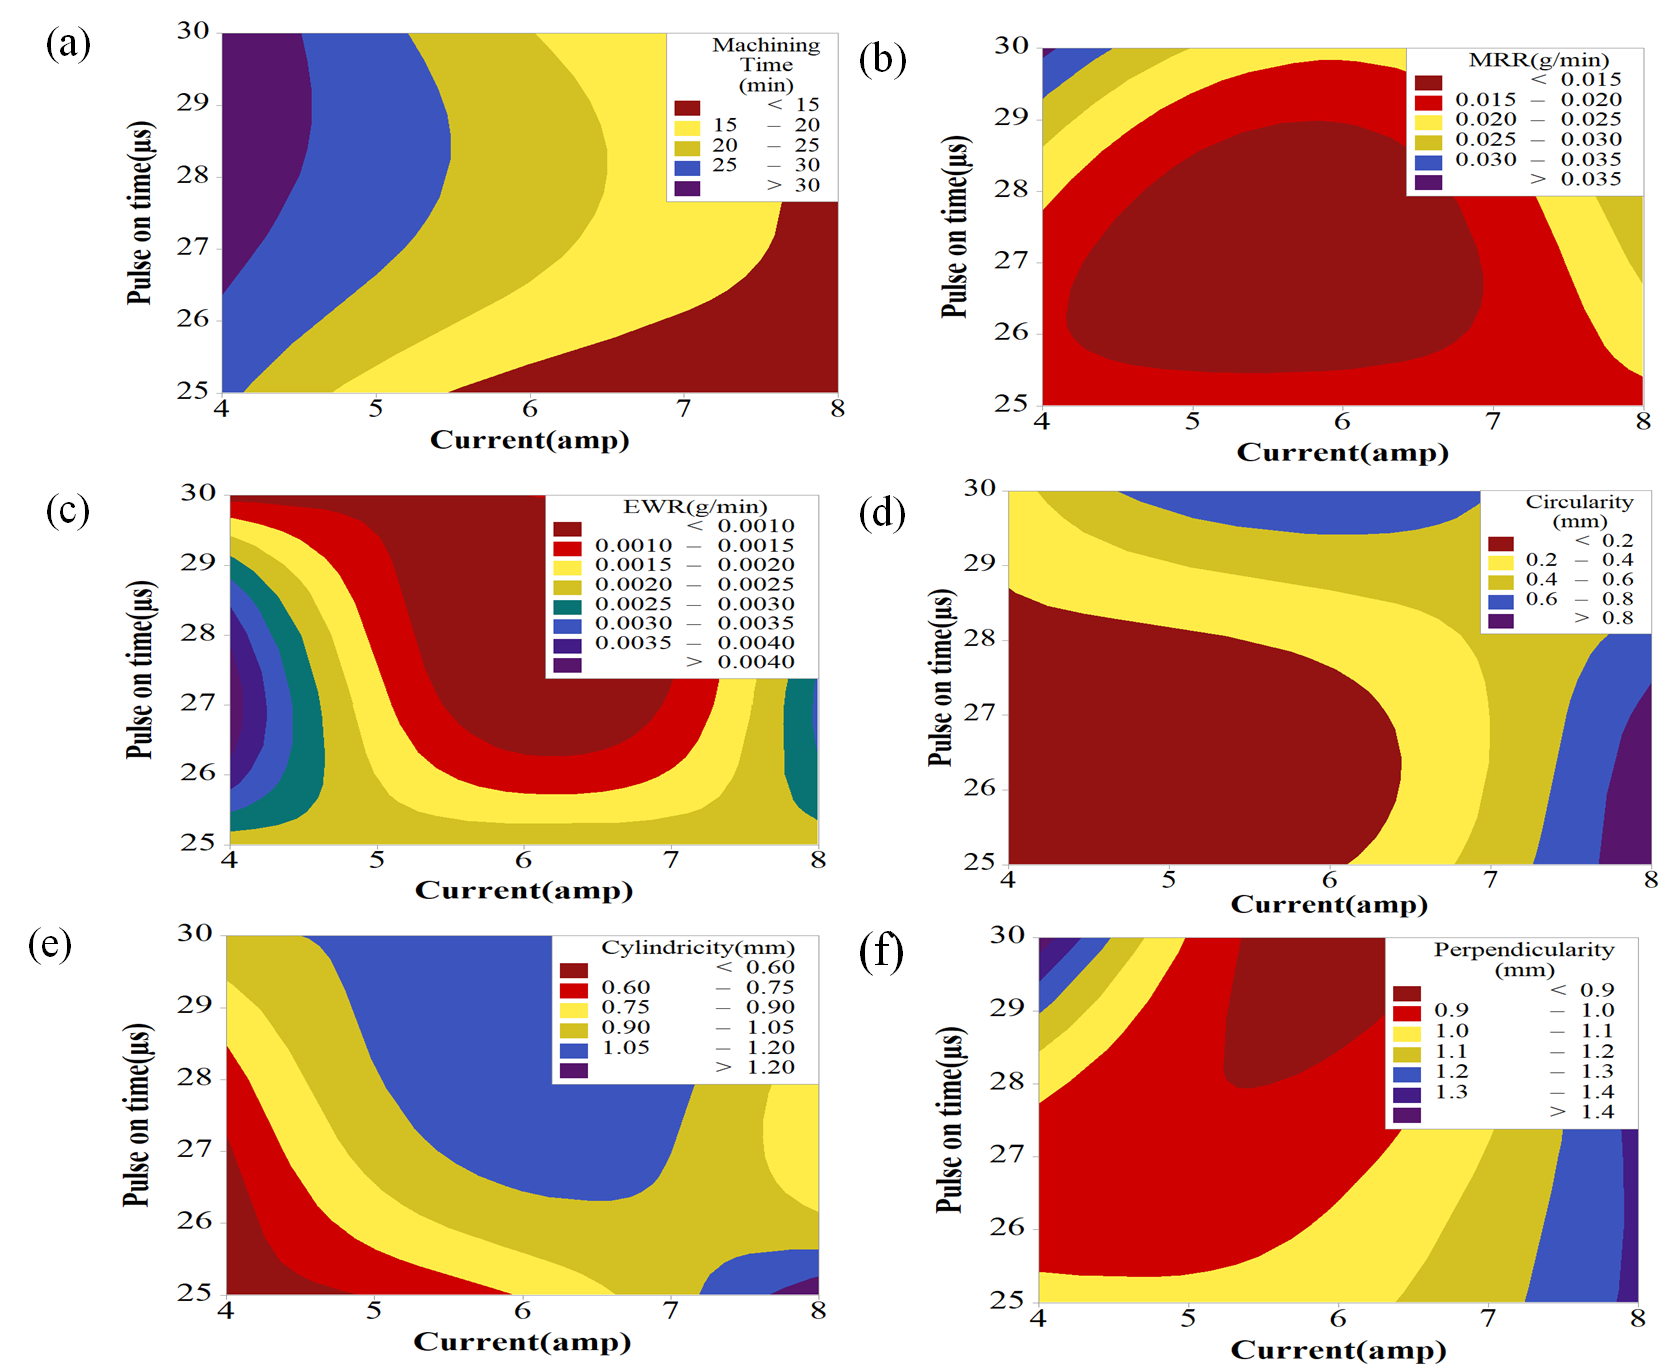 (a)
Machining
Time
(min)
< 15
15 – 20
20 – 25
25 – 30
> 30
Pulse on time(µs)
30
29
28
27
26
25
4 5 6 7 8
Current(amp)
(b)
MRR(g/min)
< 0.015
0.015 – 0.020
0.020 – 0.025
0.025 – 0.030
0.030 – 0.035
> 0.035
Pulse on time(µs)
30
29
28
27
26
25
4 5 6 7 8
Current(amp)
(c)
EWR(g/min)
< 0.0010
0.0010 – 0.0015
0.0015 – 0.0020
0.0020 – 0.0025
0.0025 – 0.0030
0.0030 – 0.0035
0.0035 – 0.0040
> 0.0040
Pulse on time(µs)
30
29
28
27
26
25
4 5 6 7 8
Current(amp)
(d)
Circularity
(mm)
< 0.2
0.2 – 0.4
0.4 – 0.6
0.6 – 0.8
> 0.8
Pulse on time(µs)
30
29
28
27
26
25
4 5 6 7 8
Current(amp)
(e)
Cylindricity(mm)
< 0.60
0.60 – 0.75
0.75 – 0.90
0.90 – 1.05
1.05 – 1.20
> 1.20
Pulse on time(µs)
30
29
28
27
26
25
4 5 6 7 8
Current(amp)
(f)
Perpendicularity
(mm)
< 0.9
0.9 – 1.0
1.0 – 1.1
1.1 – 1.2
1.2 – 1.3
1.3 – 1.4
> 1.4
Pulse on time(µs)
30
29
28
27
26
25
4 5 6 7 8
Current(amp)